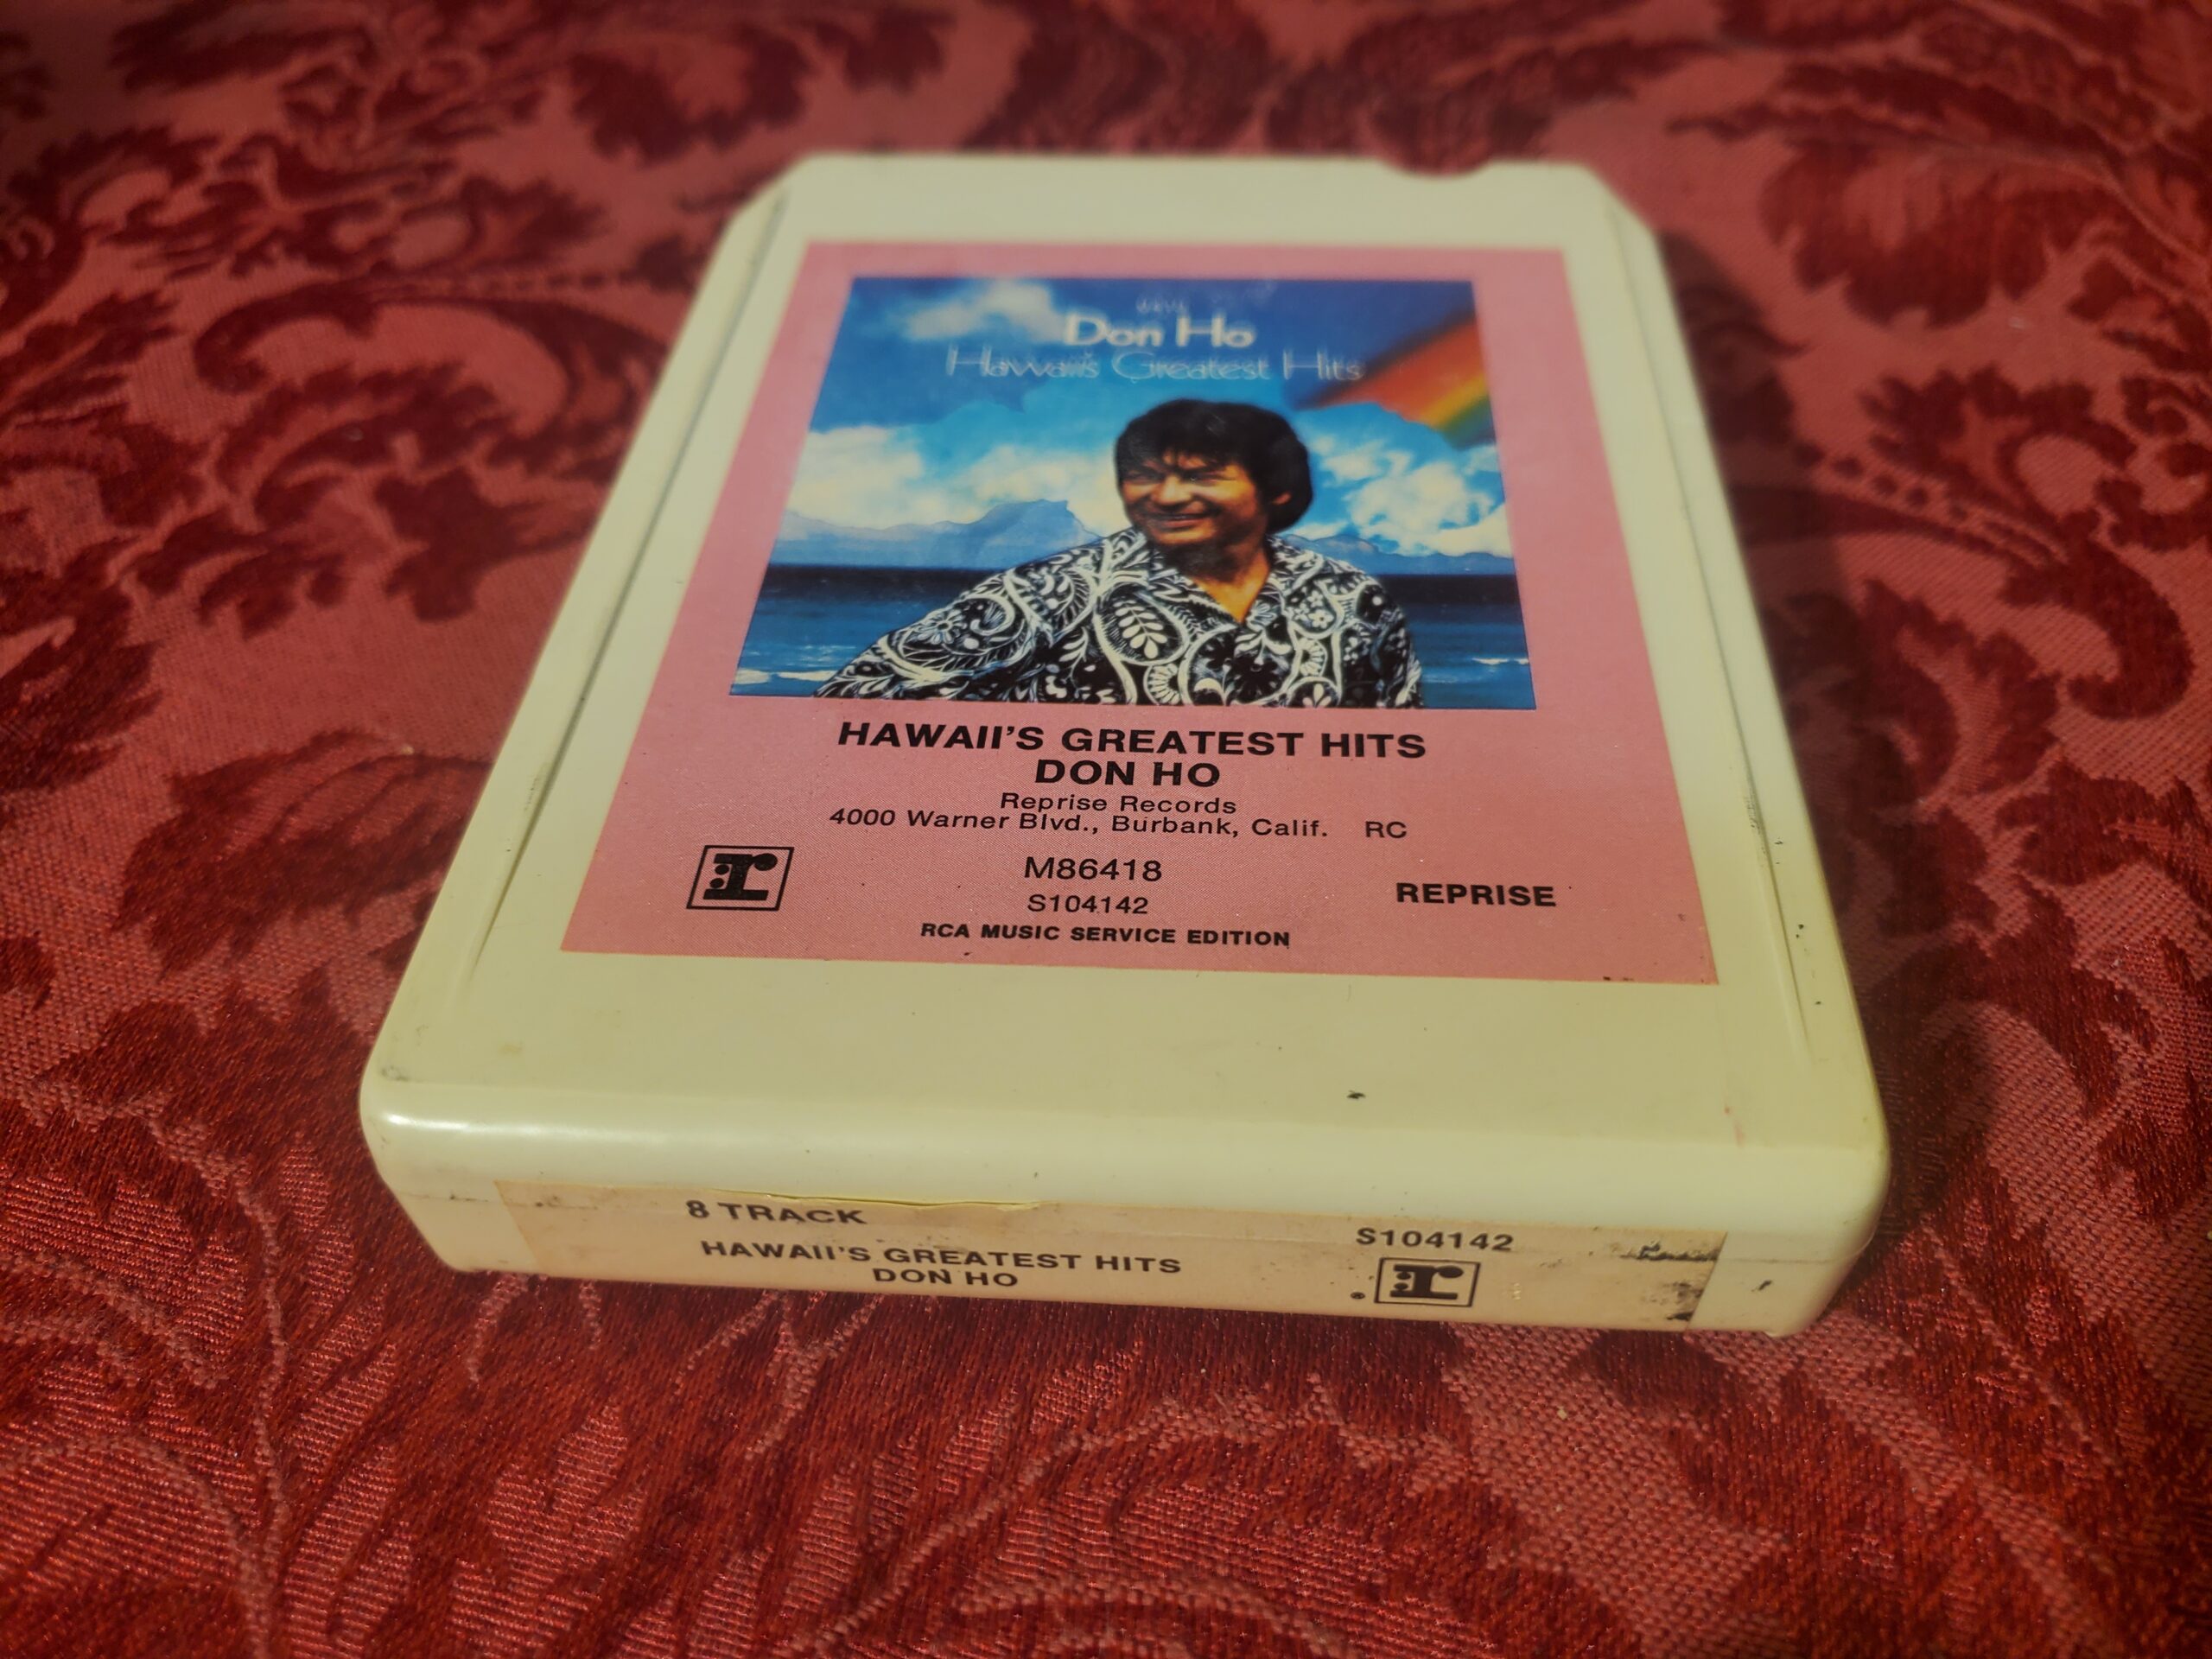 Don Ho
Hawaii's Greatest Hits
HAWAII'S GREATEST HITS
DON HO
Reprise Records
4000 Warner Blvd., Burbank, Calif. RC
r:
M86418
S104142
REPRISE
RCA MUSIC SERVICE EDITION
8 TRACK
S104142
HAWAII'S GREATEST HITS
DON HO
® r: